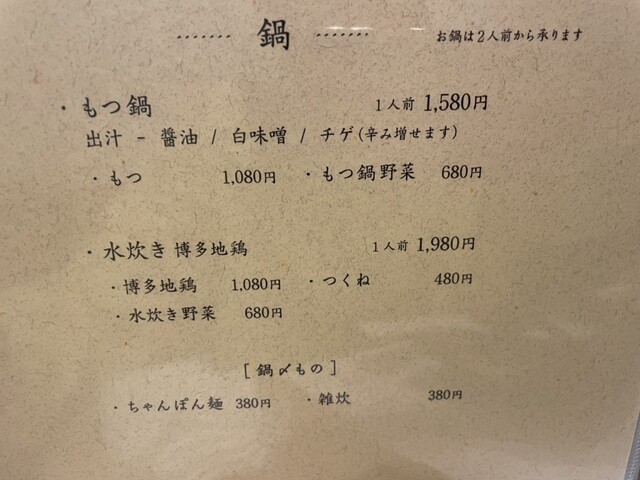 ······· 鍋 ······· お鍋は2人前から承ります
・もつ鍋 1人前 1,580円
出汁 - 醬油 / 白味噌 / チゲ(辛み増せます)
・もつ 1,080円 ・もつ鍋野菜 680円
・水炊き 博多地鶏 1人前 1,980円
・博多地鶏 1,080円 ・つくね 480円
・水炊き野菜 680円
[ 鍋〆もの ]
・ちゃんぽん麺 380円 ・雑炊 380円